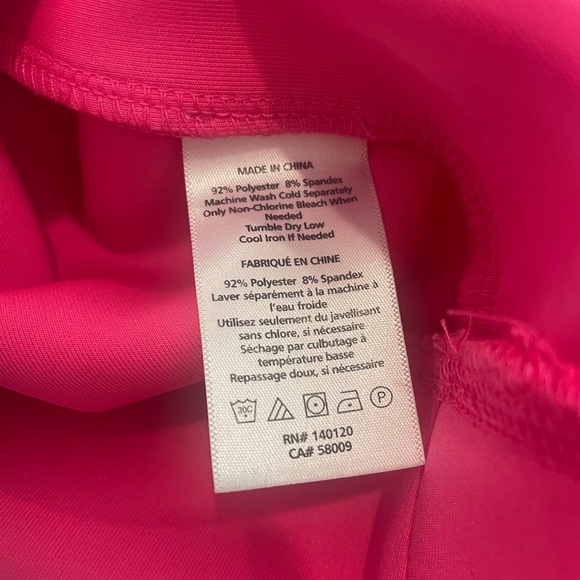 MADE IN CHINA
92% Polyester 8% Spandex
Machine Wash Cold Separately
Only Non-Chlorine Bleach When
Needed
Tumble Dry Low
Cool Iron If Needed
FABRIQUÉ EN CHINE
92% Polyester 8% Spandex
Laver séparément à la machine à
l'eau froide
Utilisez seulement du javellisant
sans chlore, si nécessaire
Séchage par culbutage à
température basse
Repassage doux, si nécessaire
30C P
RN# 140120
CA# 58009